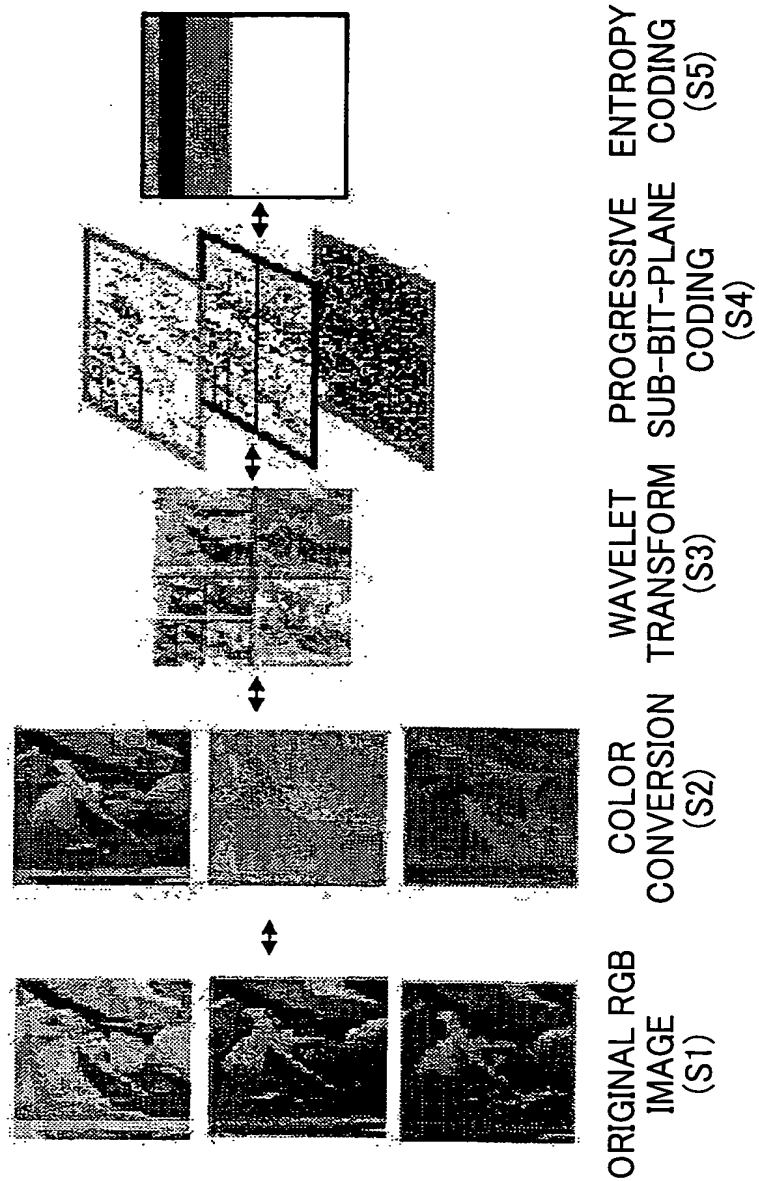 ORIGINAL RGB
IMAGE
(S1)
COLOR
CONVERSION
(S2)
WAVELET
TRANSFORM
(S3)
PROGRESSIVE
SUB-BIT-PLANE
CODING
(S4)
ENTROPY
CODING
(S5)